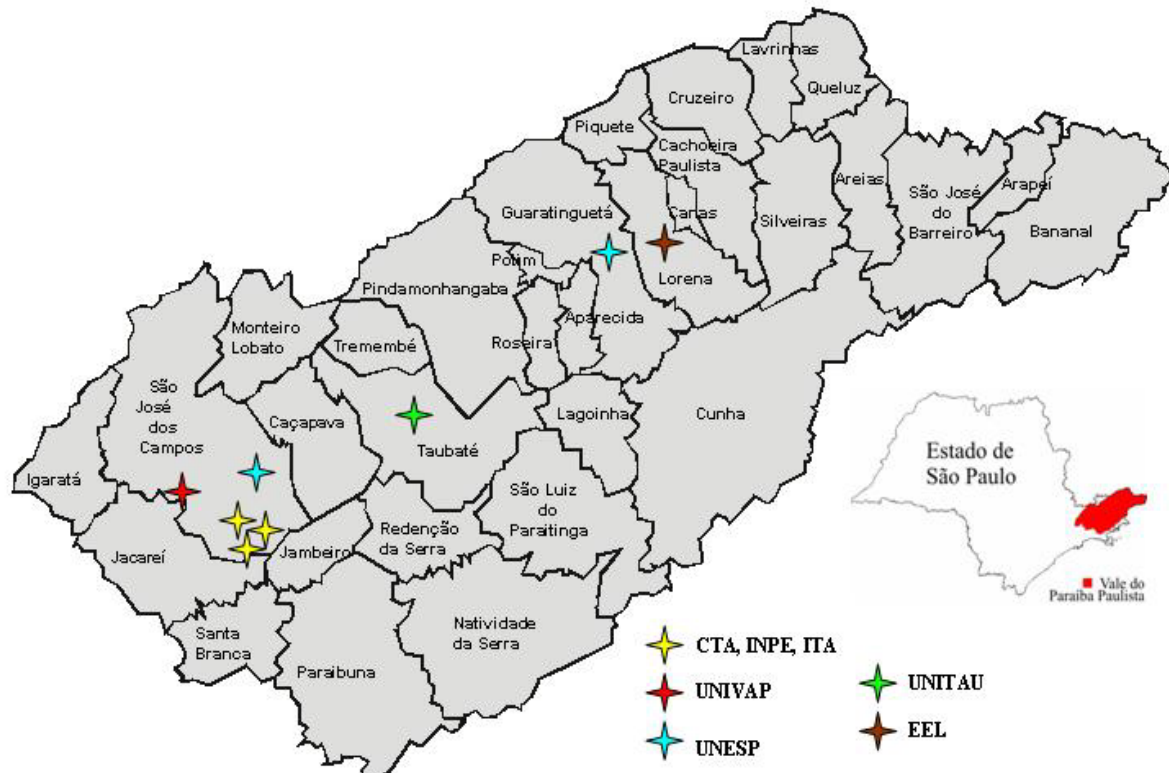 Lavrinhas
Queluz
Cruzeiro
Piquete
Cachoeira
Paulista
Areias
Arapeí
São José
do
Barreiro
Canas
Silveiras
Bananal
Guaratinguetá
Potim
Lorena
Pindamonhangaba
Aparecida
Monteiro
Lobato
Tremembé
Roseira
São
José
dos
Campos
Caçapava
Lagoinha
Cunha
Taubaté
Igaratá
São Luiz
do
Paraitinga
Redenção
da Serra
Jacareí
Jambeiro
Santa
Branca
Natividade
da Serra
Paraibuna
Estado de
São Paulo
Vale do
Paraíba Paulista
CTA, INPE, ITA
UNIVAP
UNESP
UNITAU
EEL